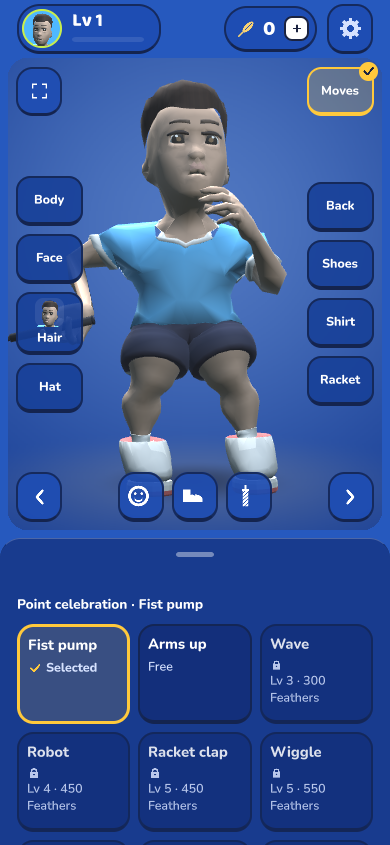 Lv 1
0
Moves
Body
Back
Face
Shoes
Hair
Shirt
Hat
Racket
Point celebration · Fist pump
Fist pump
Selected
Arms up
Free
Wave
Lv 3 · 300
Feathers
Robot
Lv 4 · 450
Feathers
Racket clap
Lv 5 · 450
Feathers
Wiggle
Lv 5 · 550
Feathers